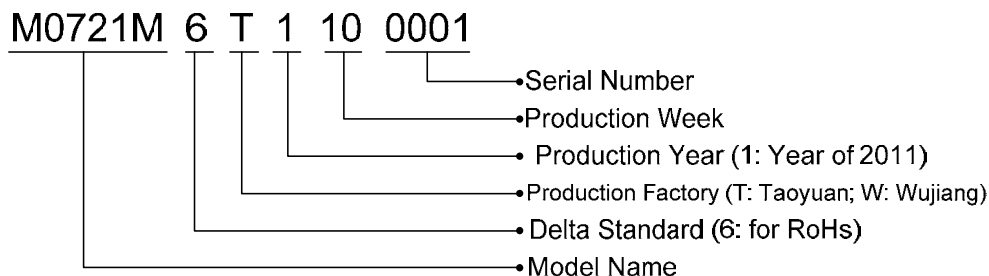 M0721M 6 T 1 10 0001
Serial Number
Production Week
Production Year (1: Year of 2011)
Production Factory (T: Taoyuan; W: Wujiang)
Delta Standard (6: for RoHs)
Model Name